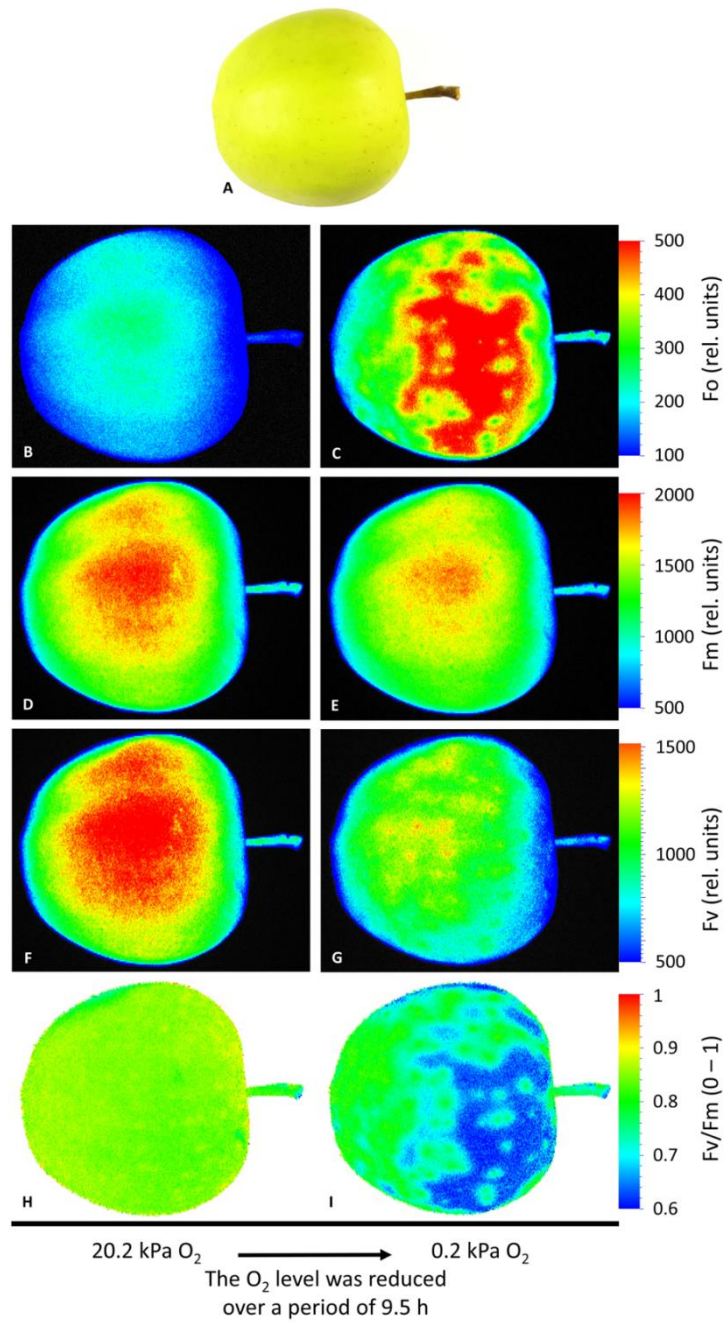 A
B
C
500
400
300
200
100
Fo (rel. units)
D
E
2000
1500
1000
500
Fm (rel. units)
F
G
1500
1000
500
Fv (rel. units)
H
I
1
0.9
0.8
0.7
0.6
Fv/Fm (0 – 1)
20.2 kPa O₂
0.2 kPa O₂
The O₂ level was reduced
over a period of 9.5 h